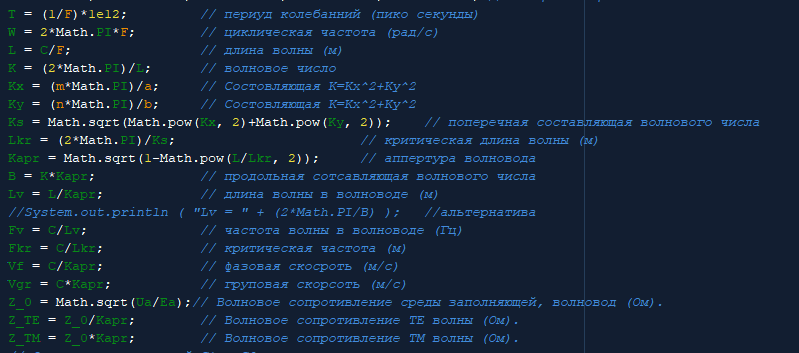 T = (1/F)*1e12; // периуд колебанний (пико секунды)
W = 2*Math.PI*F; // циклическая частота (рад/с)
L = C/F; // длина волны (м)
K = (2*Math.PI)/L; // волновое число
Kx = (m*Math.PI)/a; // Состовляющая K=Kx^2+Ky^2
Ky = (n*Math.PI)/b; // Состовляющая K=Kx^2+Ky^2
Ks = Math.sqrt(Math.pow(Kx, 2)+Math.pow(Ky, 2)); // поперечная составляющая волнового числа
Lkr = (2*Math.PI)/Ks; // критическая длина волны (м)
Kapr = Math.sqrt(1-Math.pow(L/Lkr, 2)); // аппертура волновода
B = K*Kapr; // продольная сотсавляющая волнового числа
Lv = L/Kapr; // длина волны в волноводе (м)
//System.out.println ( "Lv = " + (2*Math.PI/B) ); //альтернатива
Fv = C/Lv; // частота волны в волноводе (Гц)
Fkr = C/Lkr; // критическая частота (м)
Vf = C/Kapr; // фазовая скосроть (м/с)
Vgr = C*Kapr; // груповая скорсоть (м/с)
Z_0 = Math.sqrt(Ua/Ea);// Волновое сопротивление среды заполняющей, волновод (Ом).
Z_TE = Z_0/Kapr; // Волновое сопротивление ТЕ волны (Ом).
Z_TM = Z_0*Kapr; // Волновое сопротивление ТМ волны (Ом).